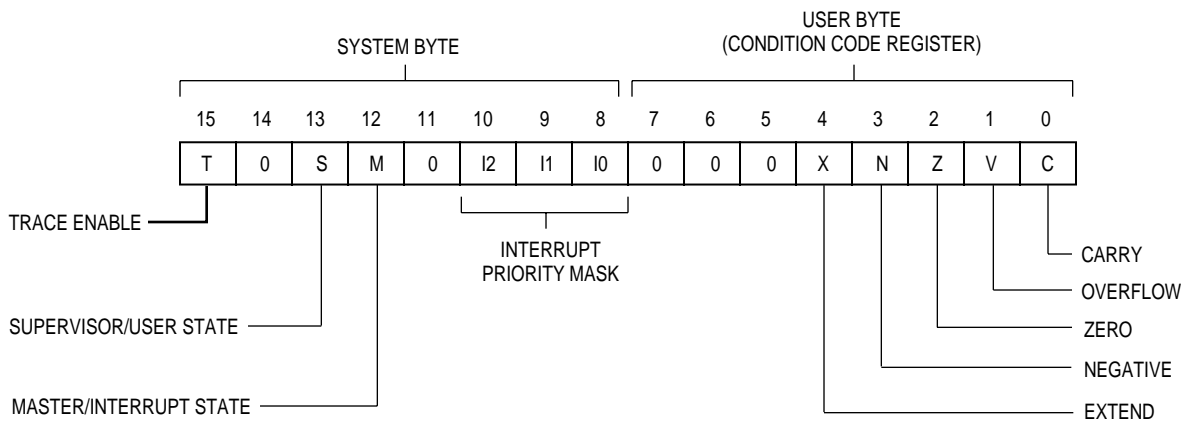 USER BYTE
(CONDITION CODE REGISTER)
SYSTEM BYTE
15 14 13 12 11 10 9 8 7 6 5 4 3 2 1 0
T 0 S M 0 I2 I1 I0 0 0 0 X N Z V C
TRACE ENABLE
INTERRUPT
PRIORITY MASK
CARRY
OVERFLOW
SUPERVISOR/USER STATE
ZERO
NEGATIVE
MASTER/INTERRUPT STATE
EXTEND